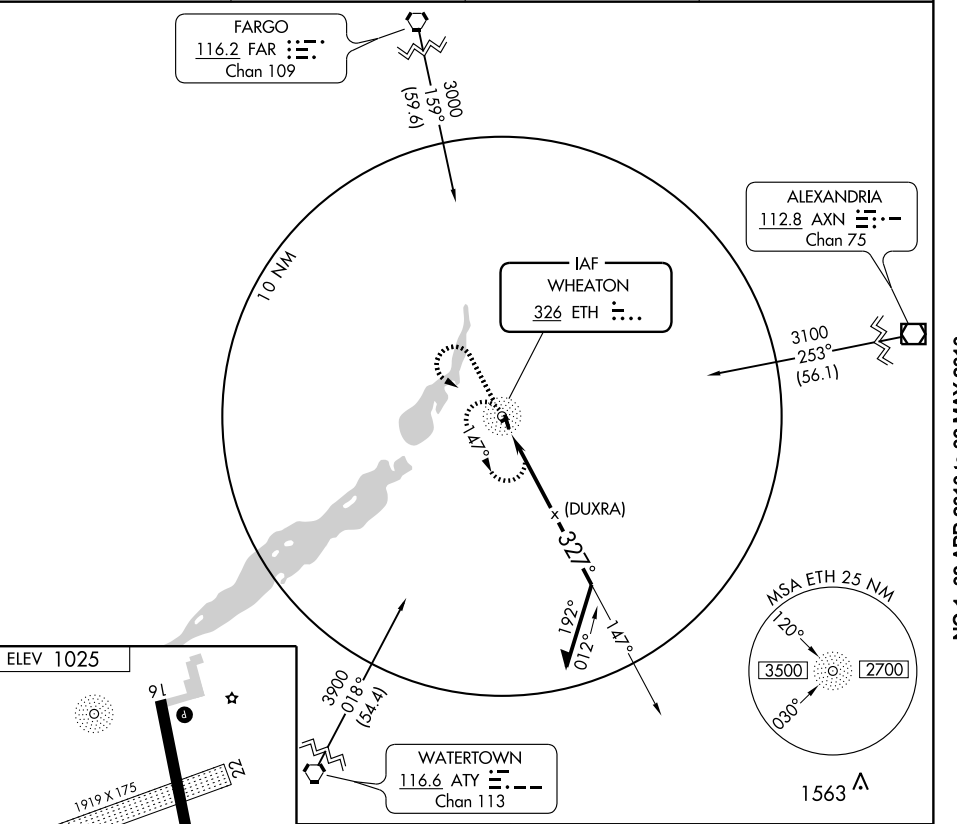 FARGO
116.2 FAR
Chan 109
3000
159°
(59.6)
10 NM
ALEXANDRIA
112.8 AXN
Chan 75
IAF
WHEATON
326 ETH
3100
253°
(56.1)
147°
x (DUXRA)
327°
192°
012°
147°
MSA ETH 25 NM
120°
3500
2700
030°
3900
018°
(54.4)
WATERTOWN
116.6 ATY
Chan 113
1563
ELEV 1025
16
P
22
1919 X 175